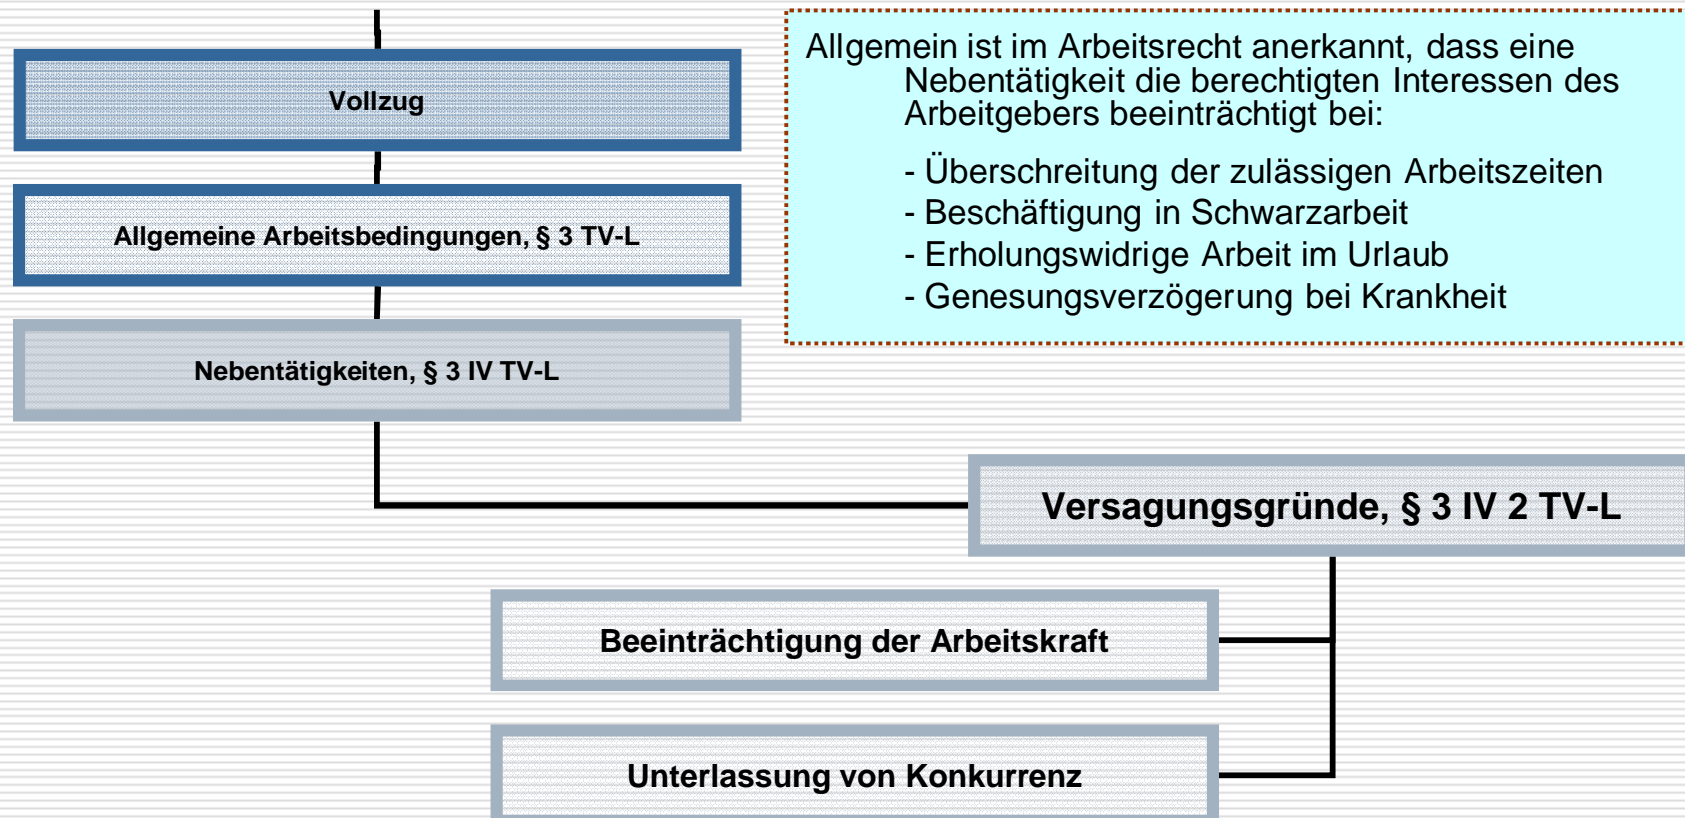 Vollzug
Allgemeine Arbeitsbedingungen, § 3 TV-L
Nebentätigkeiten, § 3 IV TV-L
Allgemein ist im Arbeitsrecht anerkannt, dass eine
Nebentätigkeit die berechtigten Interessen des
Arbeitgebers beeinträchtigt bei:
- Überschreitung der zulässigen Arbeitszeiten
- Beschäftigung in Schwarzarbeit
- Erholungswidrige Arbeit im Urlaub
- Genesungsverzögerung bei Krankheit
Versagungsgründe, § 3 IV 2 TV-L
Beeinträchtigung der Arbeitskraft
Unterlassung von Konkurrenz